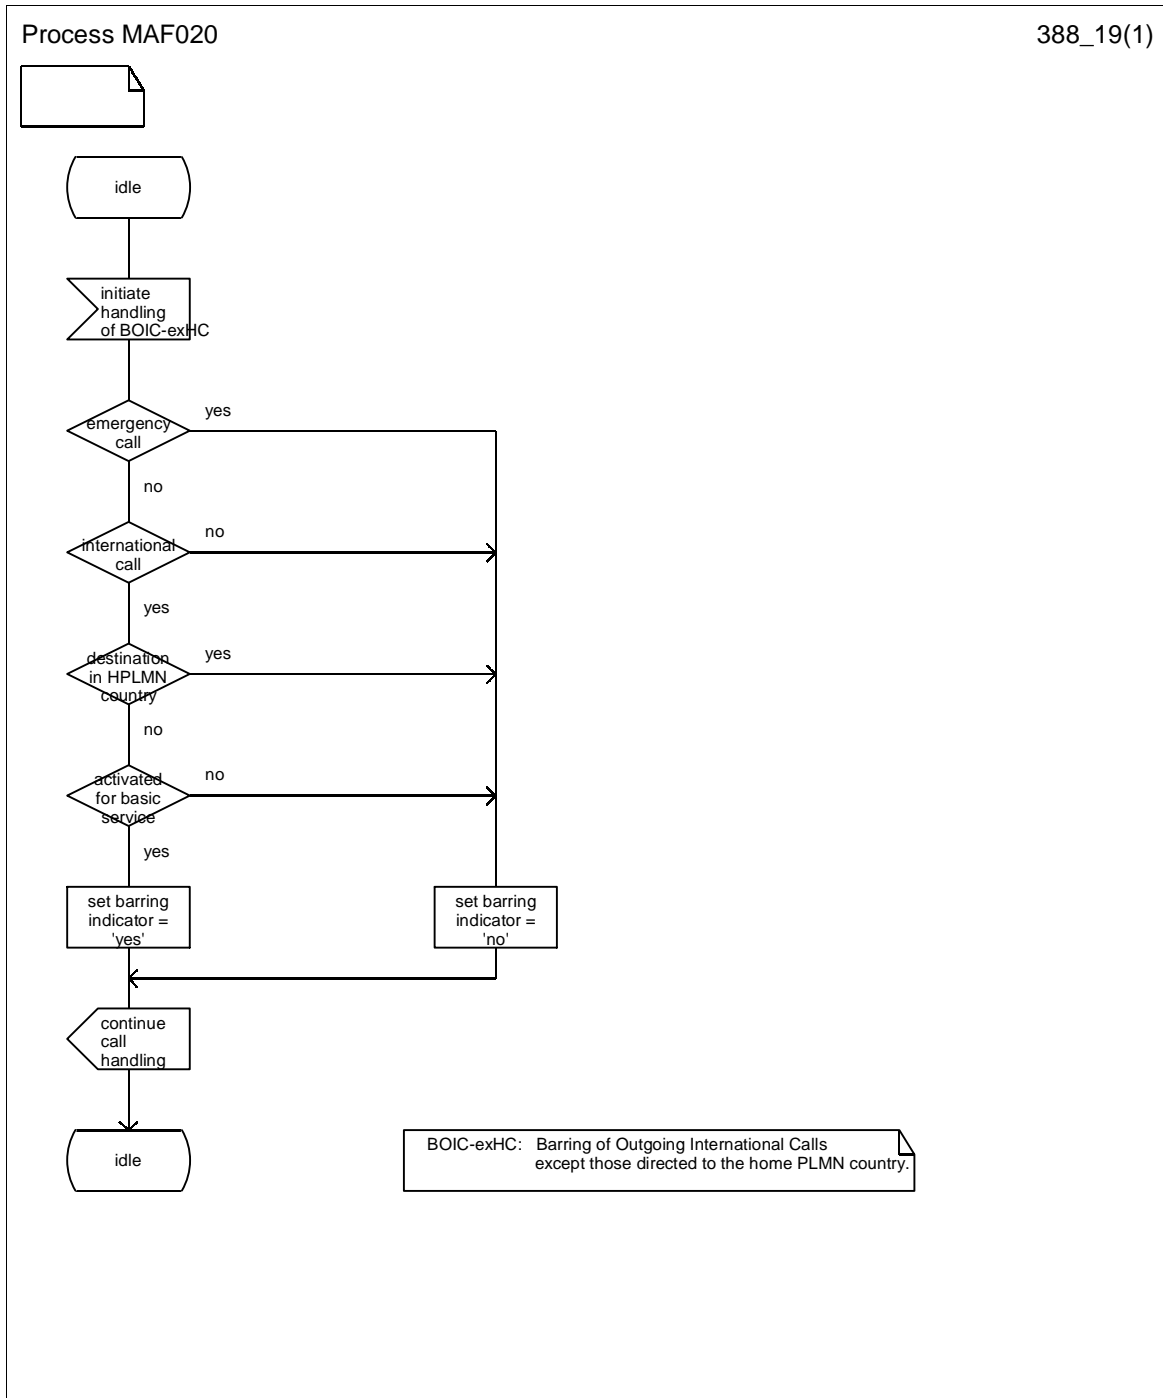 Process MAF020
388_19(1)
idle
initiate
handling
of BOIC-exHC
emergency
call
yes
no
international
call
no
yes
destination
in HPLMN
country
yes
no
activated
for basic
service
no
yes
set barring
indicator =
'yes'
set barring
indicator =
'no'
continue
call
handling
idle
BOIC-exHC: Barring of Outgoing International Calls
except those directed to the home PLMN country.